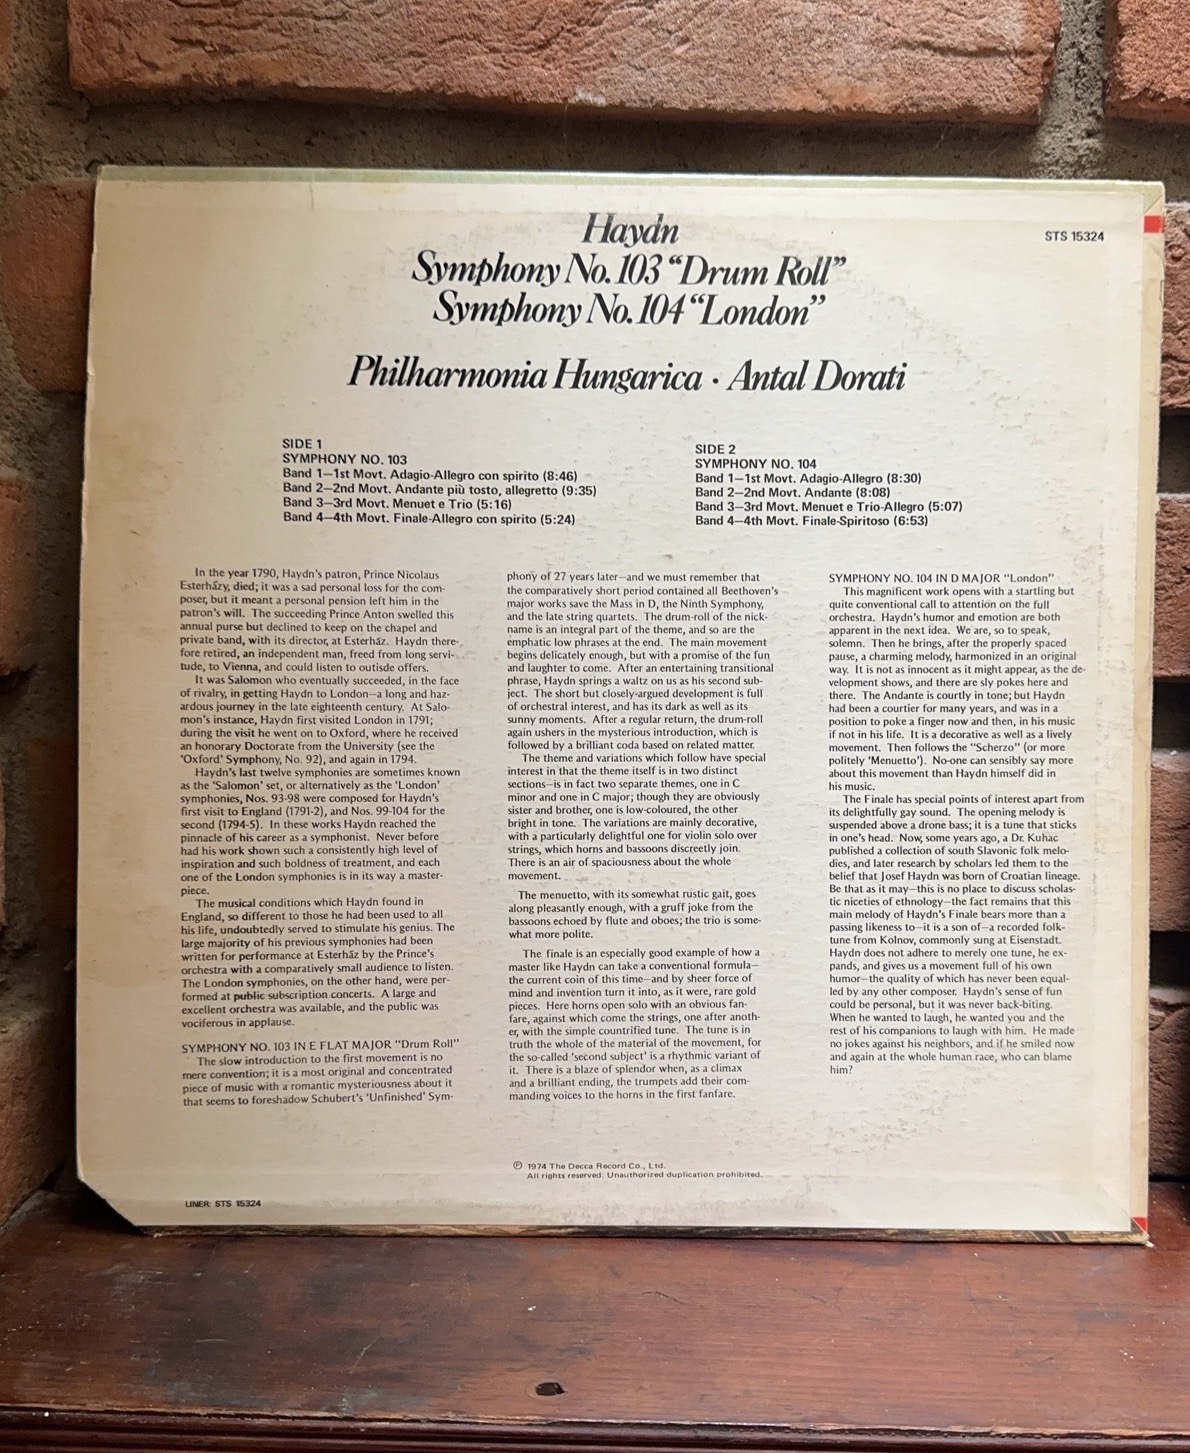 Haydn
STS 15324
Symphony No. 103 “Drum Roll”
Symphony No. 104 “London”
Philharmonia Hungarica · Antal Dorati
SIDE 1
SYMPHONY NO. 103
Band 1—1st Movt. Adagio-Allegro con spirito (8:46)
Band 2—2nd Movt. Andante più tosto, allegretto (9:35)
Band 3—3rd Movt. Menuet e Trio (5:16)
Band 4—4th Movt. Finale-Allegro con spirito (5:24)
SIDE 2
SYMPHONY NO. 104
Band 1—1st Movt. Adagio-Allegro (8:30)
Band 2—2nd Movt. Andante (8:08)
Band 3—3rd Movt. Menuet e Trio-Allegro (5:07)
Band 4—4th Movt. Finale-Spiritoso (6:53)
In the year 1790, Haydn's patron, Prince Nicolaus
Esterházy, died; it was a sad personal loss for the com-
poser, but it meant a personal pension left him in the
patron's will. The succeeding Prince Anton swelled this
annual purse but declined to keep on the chapel and
private band, with its director, at Esterház. Haydn there-
fore retired, an independent man, freed from long servi-
tude, to Vienna, and could listen to outisde offers.
It was Salomon who eventually succeeded, in the face
of rivalry, in getting Haydn to London—a long and haz-
ardous journey in the late eighteenth century. At Salo-
mon's instance, Haydn first visited London in 1791;
during the visit he went on to Oxford, where he received
an honorary Doctorate from the University (see the
'Oxford' Symphony, No. 92), and again in 1794.
Haydn's last twelve symphonies are sometimes known
as the 'Salomon' set, or alternatively as the 'London'
symphonies, Nos. 93-98 were composed for Haydn's
first visit to England (1791-2), and Nos. 99-104 for the
second (1794-5). In these works Haydn reached the
pinnacle of his career as a symphonist. Never before
had his work shown such a consistently high level of
inspiration and such boldness of treatment, and each
one of the London symphonies is in its way a master-
piece.
The musical conditions which Haydn found in
England, so different to those he had been used to all
his life, undoubtedly served to stimulate his genius. The
large majority of his previous symphonies had been
written for performance at Esterház by the Prince's
orchestra with a comparatively small audience to listen.
The London symphonies, on the other hand, were per-
formed at public subscription concerts. A large and
excellent orchestra was available, and the public was
vociferous in applause.
SYMPHONY NO. 103 IN E FLAT MAJOR "Drum Roll"
The slow introduction to the first movement is no
mere convention; it is a most original and concentrated
piece of music with a romantic mysteriousness about it
that seems to foreshadow Schubert's 'Unfinished' Sym-
phony of 27 years later—and we must remember that
the comparatively short period contained all Beethoven's
major works save the Mass in D, the Ninth Symphony,
and the late string quartets. The drum-roll of the nick-
name is an integral part of the theme, and so are the
emphatic low phrases at the end. The main movement
begins delicately enough, but with a promise of the fun
and laughter to come. After an entertaining transitional
phrase, Haydn springs a waltz on us as his second sub-
ject. The short but closely-argued development is full
of orchestral interest, and has its dark as well as its
sunny moments. After a regular return, the drum-roll
again ushers in the mysterious introduction, which is
followed by a brilliant coda based on related matter.
The theme and variations which follow have special
interest in that the theme itself is in two distinct
sections—is in fact two separate themes, one in C
minor and one in C major; though they are obviously
sister and brother, one is low-coloured, the other
bright in tone. The variations are mainly decorative,
with a particularly delightful one for violin solo over
strings, which horns and bassoons discreetly join.
There is an air of spaciousness about the whole
movement.
The menuetto, with its somewhat rustic gait, goes
along pleasantly enough, with a gruff joke from the
bassoons echoed by flute and oboes; the trio is some-
what more polite.
The finale is an especially good example of how a
master like Haydn can take a conventional formula—
the current coin of this time—and by sheer force of
mind and invention turn it into, as it were, rare gold
pieces. Here horns open solo with an obvious fan-
fare, against which come the strings, one after anoth-
er, with the simple countrified tune. The tune is in
truth the whole of the material of the movement, for
the so-called 'second subject' is a rhythmic variant of
it. There is a blaze of splendor when, as a climax
and a brilliant ending, the trumpets add their com-
manding voices to the horns in the first fanfare.
SYMPHONY NO. 104 IN D MAJOR "London"
This magnificent work opens with a startling but
quite conventional call to attention on the full
orchestra. Haydn's humor and emotion are both
apparent in the next idea. We are, so to speak,
solemn. Then he brings, after the properly spaced
pause, a charming melody, harmonized in an original
way. It is not as innocent as it might appear, as the de-
velopment shows, and there are sly pokes here and
there. The Andante is courtly in tone; but Haydn
had been a courtier for many years, and was in a
position to poke a finger now and then, in his music
if not in his life. It is a decorative as well as a lively
movement. Then follows the "Scherzo" (or more
politely 'Menuetto'). No-one can sensibly say more
about this movement than Haydn himself did in
his music.
The Finale has special points of interest apart from
its delightfully gay sound. The opening melody is
suspended above a drone bass; it is a tune that sticks
in one's head. Now, some years ago, a Dr. Kuhac
published a collection of south Slavonic folk melo-
dies, and later research by scholars led them to the
belief that Josef Haydn was born of Croatian lineage.
Be that as it may—this is no place to discuss scholas-
tic niceties of ethnology—the fact remains that this
main melody of Haydn's Finale bears more than a
passing likeness to—it is a son of—a recorded folk-
tune from Kolnov, commonly sung at Eisenstadt.
Haydn does not adhere to merely one tune, he ex-
pands, and gives us a movement full of his own
humor—the quality of which has never been equal-
led by any other composer. Haydn's sense of fun
could be personal, but it was never back-biting.
When he wanted to laugh, he wanted you and the
rest of his companions to laugh with him. He made
no jokes against his neighbors, and if he smiled now
and again at the whole human race, who can blame
him?
℗ 1974 The Decca Record Co., Ltd.
All rights reserved. Unauthorized duplication prohibited.
LINER: STS 15324